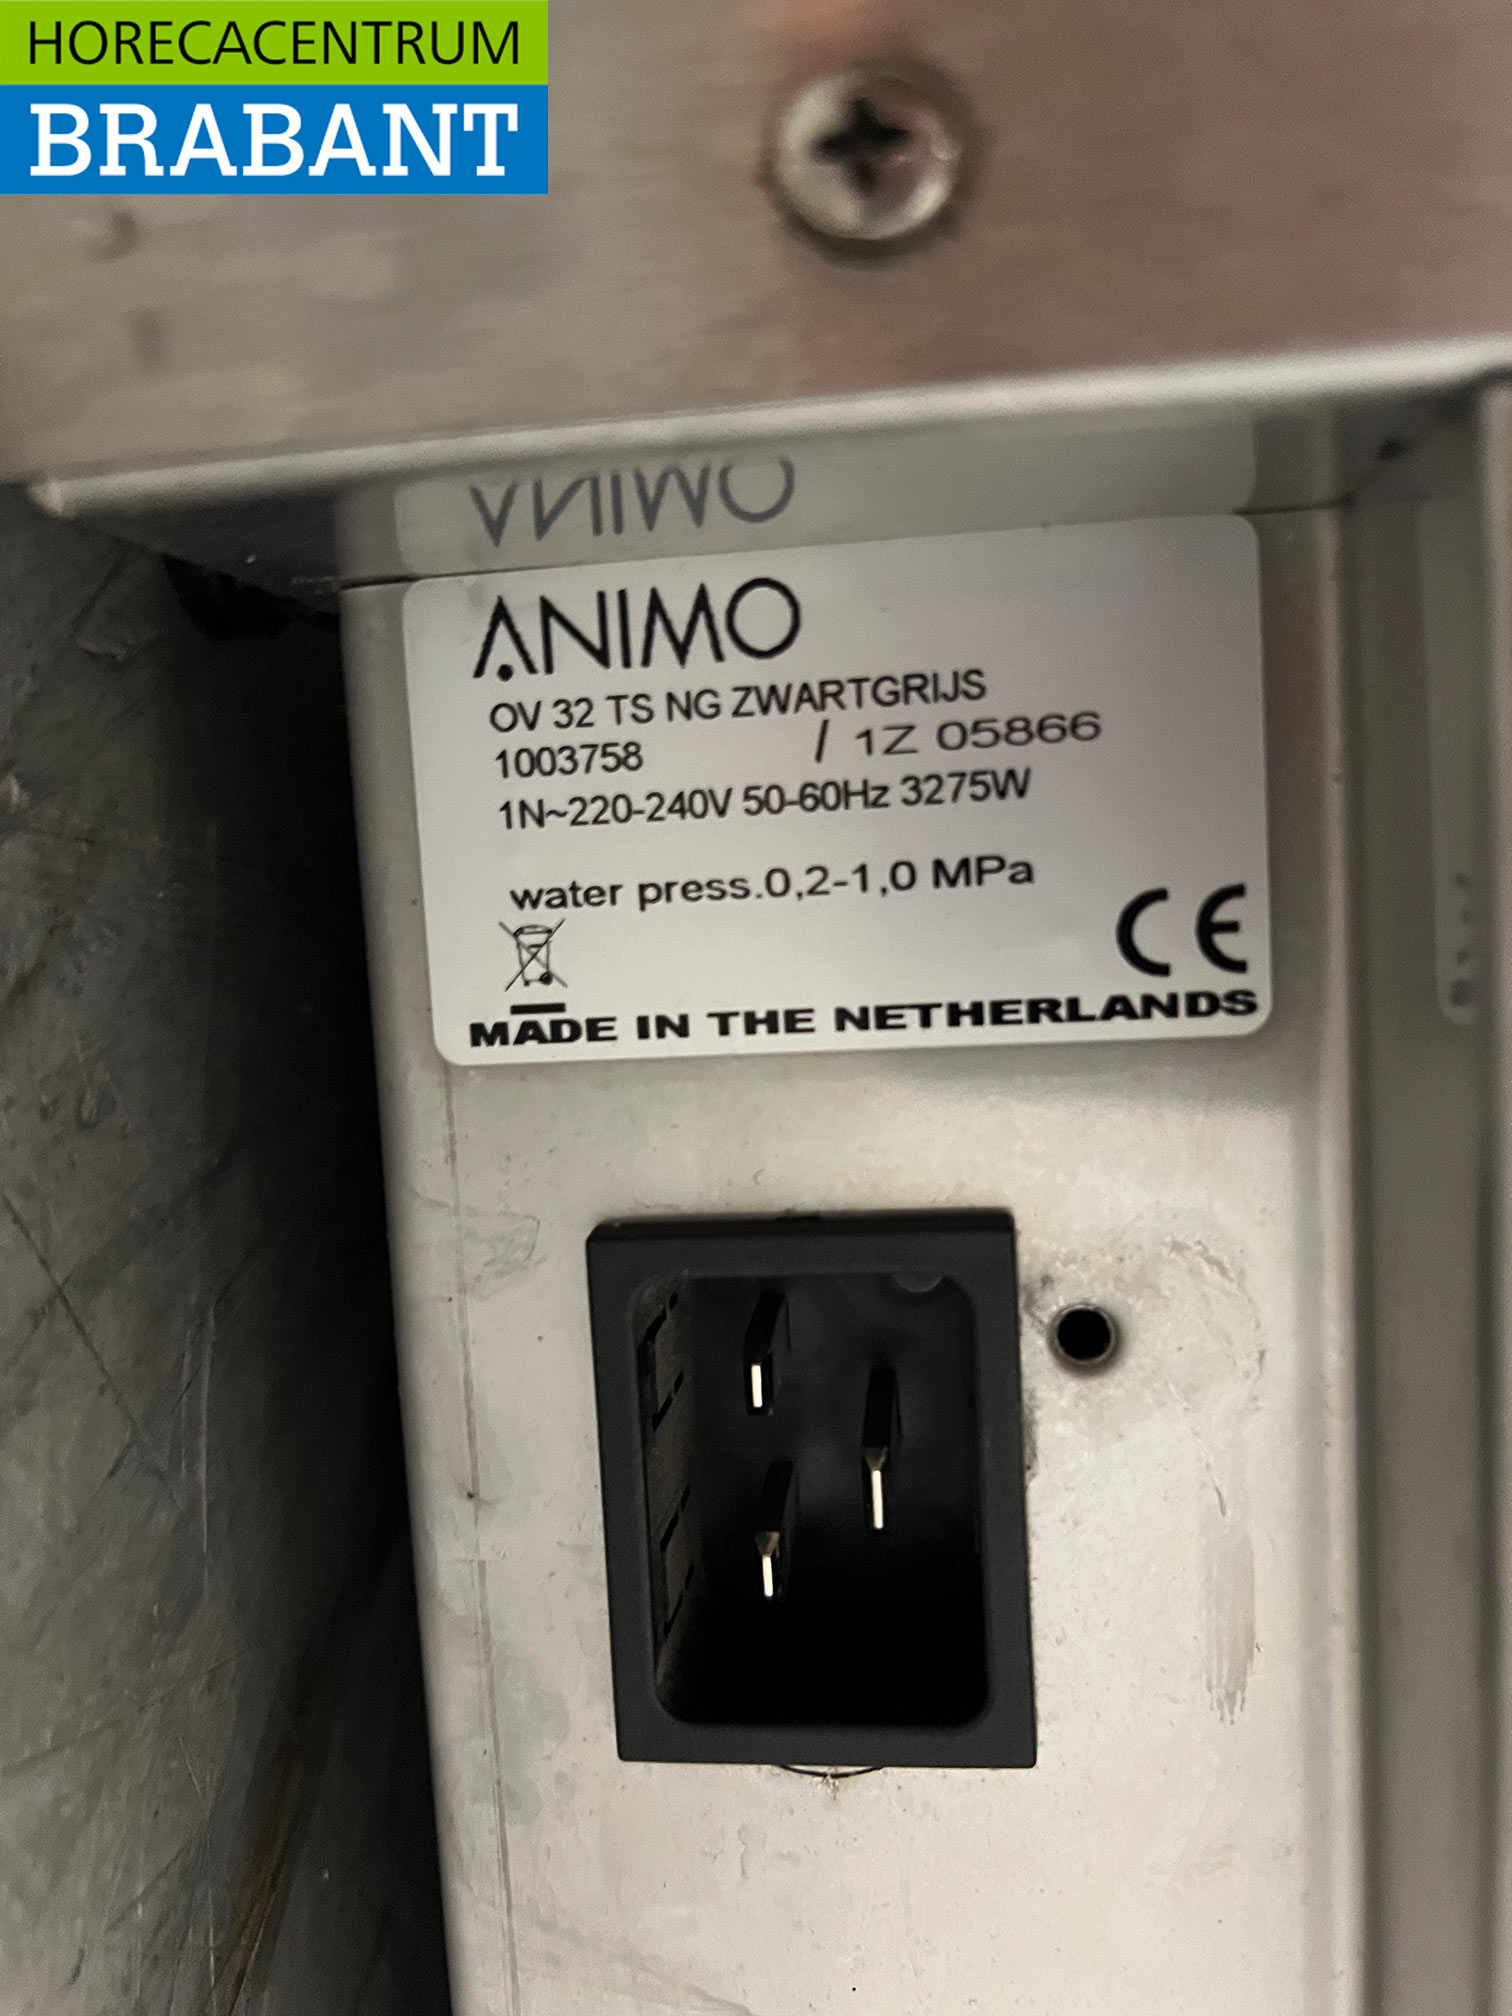 HORECACENTRUM
BRABANT
ANIMO
ANIMO
OV 32 TS NG ZWARTGRIJS
1003758 / 1Z 05866
1N~220-240V 50-60Hz 3275W
water press.0,2-1,0 MPa
CE
MADE IN THE NETHERLANDS